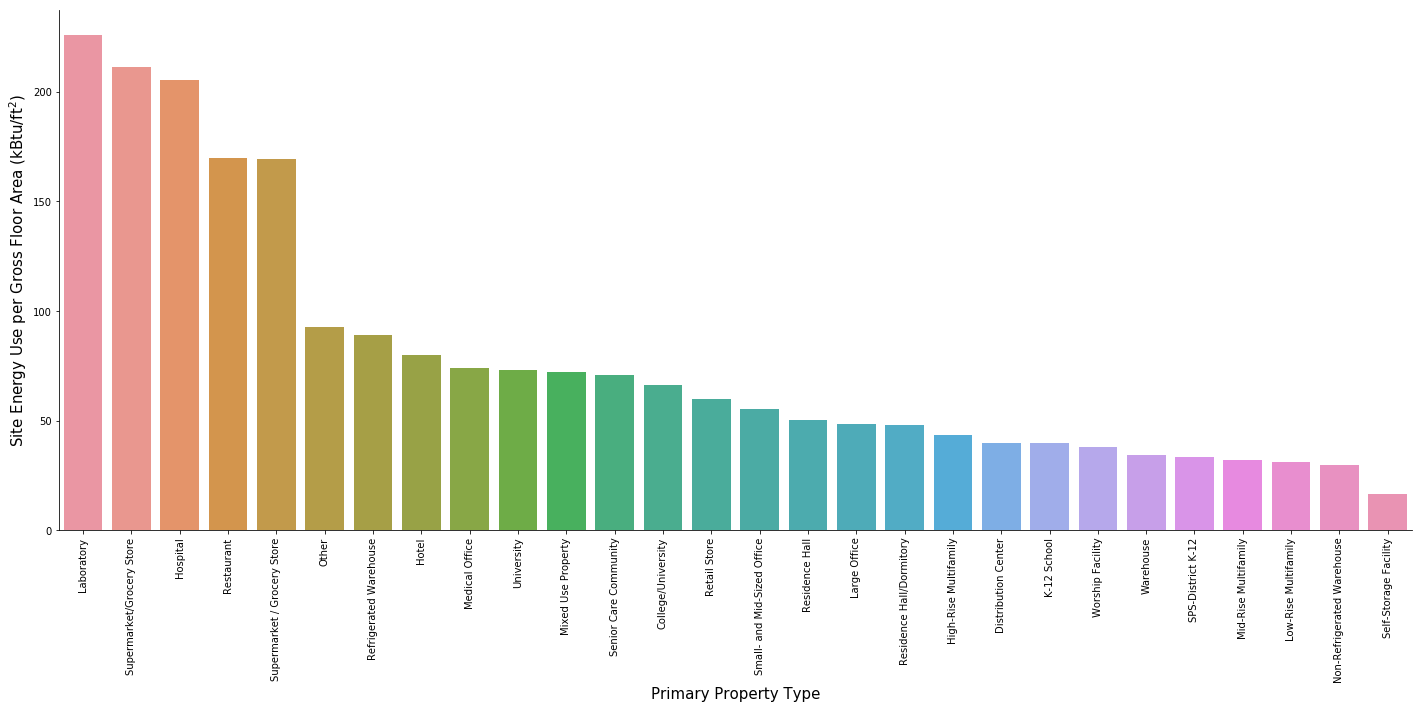 Site Energy Use per Gross Floor Area (kBtu/ft²)
200
150
100
50
0
Laboratory
Supermarket/Grocery Store
Hospital
Restaurant
Supermarket / Grocery Store
Other
Refrigerated Warehouse
Hotel
Medical Office
University
Mixed Use Property
Senior Care Community
College/University
Retail Store
Small- and Mid-Sized Office
Residence Hall
Large Office
Residence Hall/Dormitory
High-Rise Multifamily
Distribution Center
K-12 School
Worship Facility
Warehouse
SPS-District K-12
Mid-Rise Multifamily
Low-Rise Multifamily
Non-Refrigerated Warehouse
Self-Storage Facility
Primary Property Type